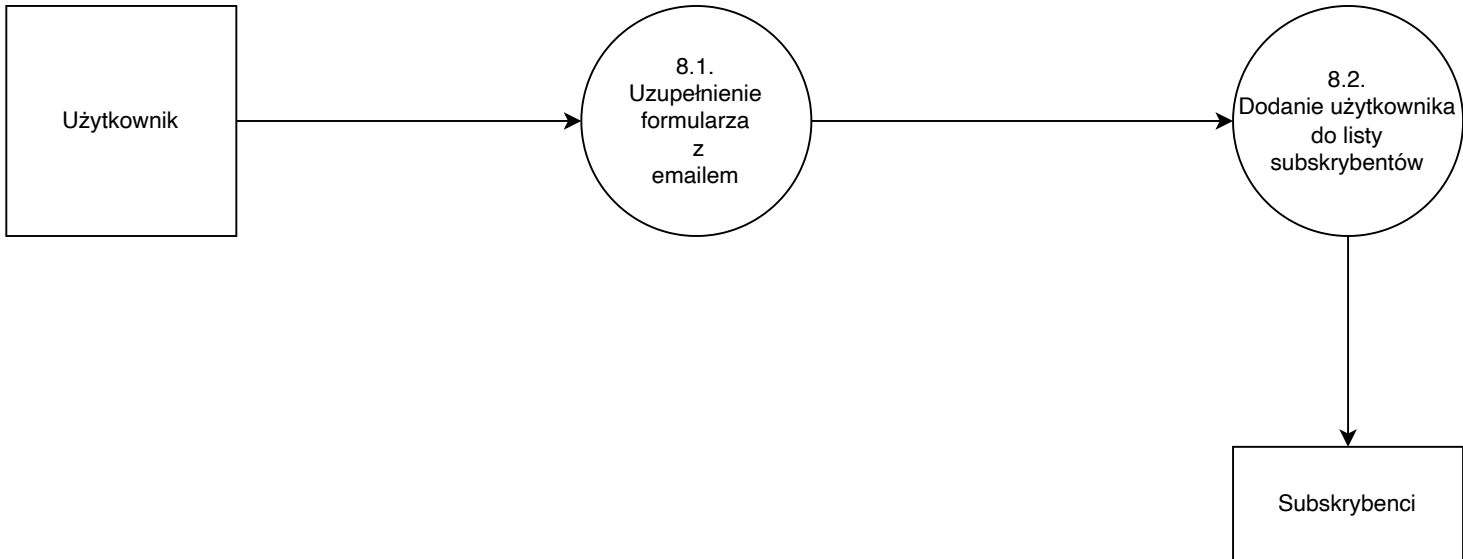 Użytkownik
8.1.
Uzupełnienie
formularza
z
emailem
8.2.
Dodanie użytkownika
do listy
subskrybentów
Subskrybenci